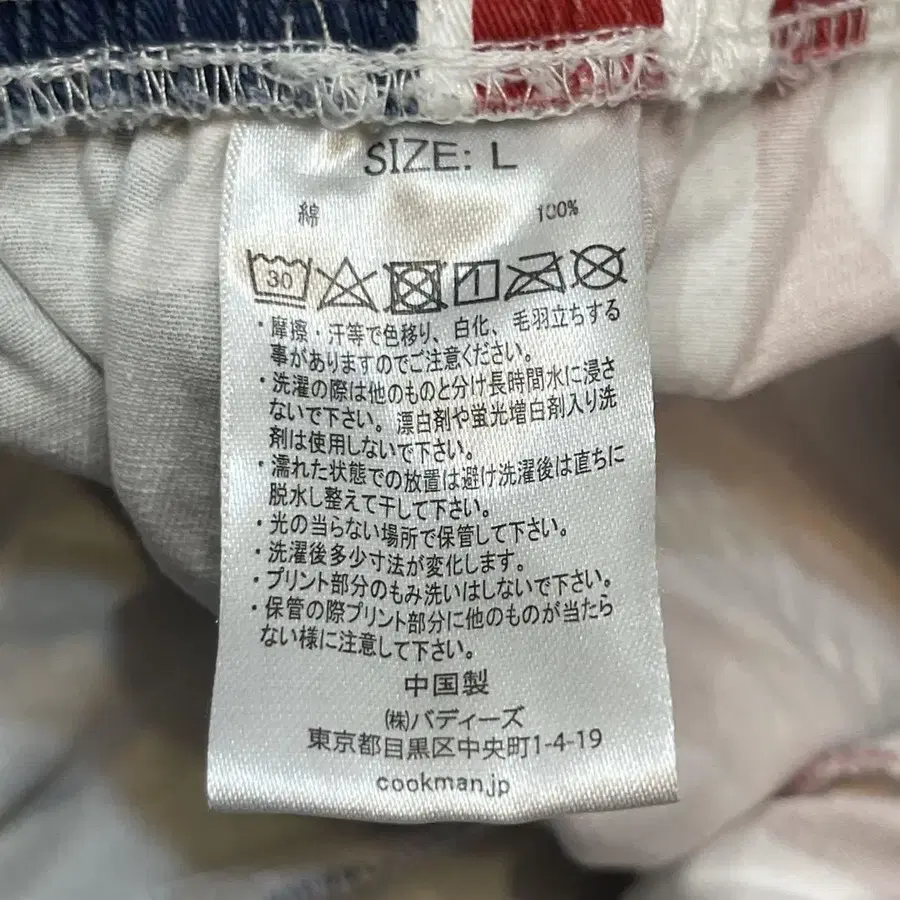 SIZE: L
綿 100%
30
・摩擦・汗等で色移り、白化、毛羽立ちする
事がありますのでご注意ください。
・洗濯の際は他のものと分け長時間水に浸さ
ないで下さい。漂白剤や蛍光増白剤入り洗
剤は使用しないで下さい。
・濡れた状態での放置は避け洗濯後は直ちに
脱水し整えて干して下さい。
・光の当らない場所で保管して下さい。
・洗濯後多少寸法が変化します。
・プリント部分のもみ洗いはしないで下さい。
・保管の際プリント部分に他のものが当たら
ない様に注意して下さい。
中国製
㈱バディーズ
東京都目黒区中央町1-4-19
cookman.jp